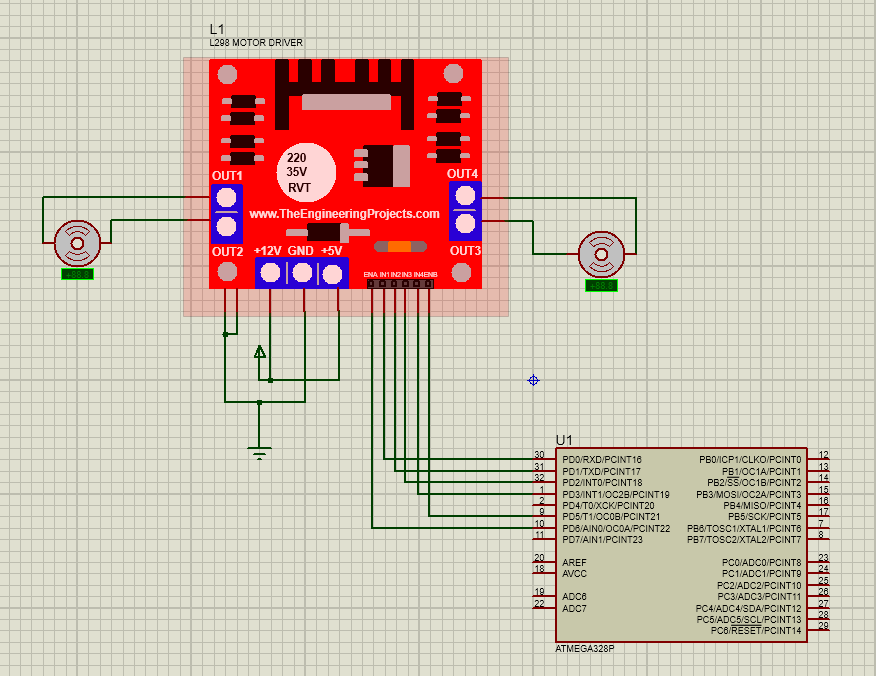 L1
L298 MOTOR DRIVER
220
35V
RVT
OUT1
OUT4
www.TheEngineeringProjects.com
OUT2
+12V GND +5V
OUT3
ENA IN1 IN2 IN3 IN4 ENB
+88.8
U1
30 PD0/RXD/PCINT16 PB0/ICP1/CLKO/PCINT0 12
31 PD1/TXD/PCINT17 PB1/OC1A/PCINT1 13
32 PD2/INT0/PCINT18 PB2/SS/OC1B/PCINT2 14
1 PD3/INT1/OC2B/PCINT19 PB3/MOSI/OC2A/PCINT3 15
2 PD4/T0/XCK/PCINT20 PB4/MISO/PCINT4 16
9 PD5/T1/OC0B/PCINT21 PB5/SCK/PCINT5 17
10 PD6/AIN0/OC0A/PCINT22 PB6/TOSC1/XTAL1/PCINT6 7
11 PD7/AIN1/PCINT23 PB7/TOSC2/XTAL2/PCINT7 8
20 AREF PC0/ADC0/PCINT8 23
18 AVCC PC1/ADC1/PCINT9 24
PC2/ADC2/PCINT10 25
19 ADC6 PC3/ADC3/PCINT11 26
22 ADC7 PC4/ADC4/SDA/PCINT12 27
PC5/ADC5/SCL/PCINT13 28
PC6/RESET/PCINT14 29
ATMEGA328P